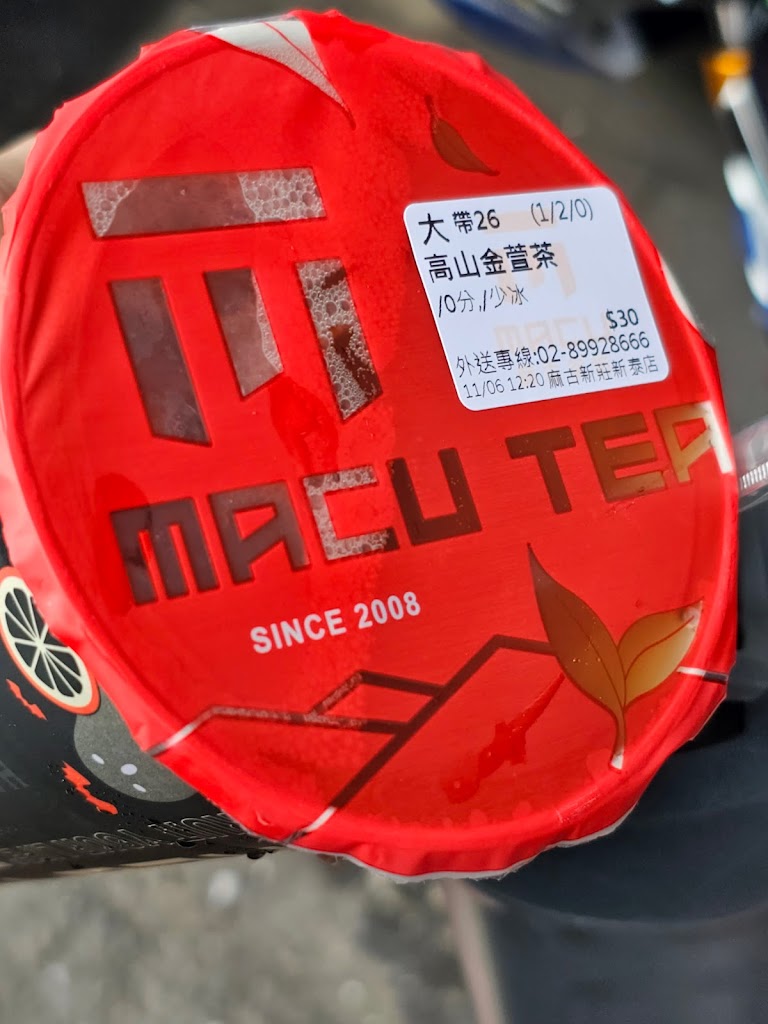 大 帶26 (1/2/0)
高山金萱茶
/0分,/少冰
$30
外送專線:02-89928666
11/06 12:20 麻古新莊新泰店
MACU TEA
SINCE 2008